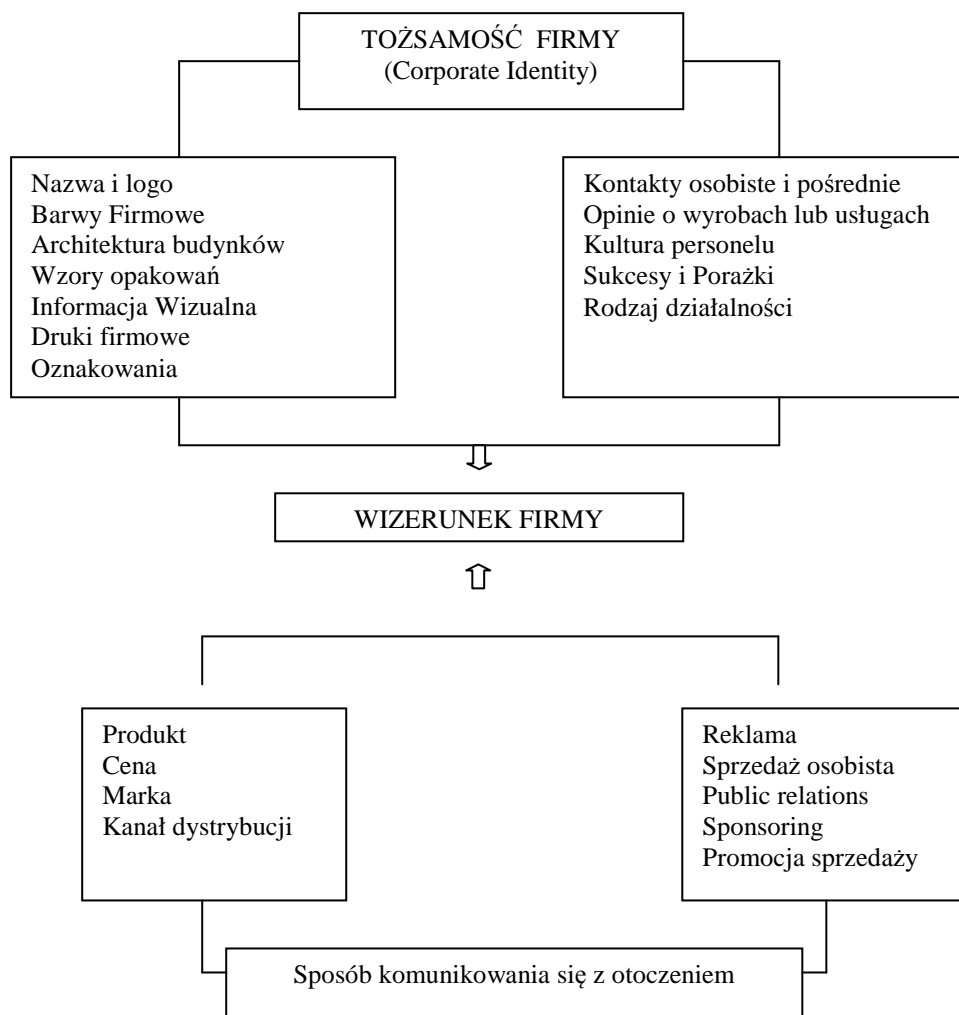 TOŻSAMOŚĆ FIRMY
(Corporate Identity)
Nazwa i logo
Barwy Firmowe
Architektura budynków
Wzory opakowań
Informacja Wizualna
Druki firmowe
Oznakowania
Kontakty osobiste i pośrednie
Opinie o wyrobach lub usługach
Kultura personelu
Sukcesy i Porażki
Rodzaj działalności
WIZERUNEK FIRMY
Produkt
Cena
Marka
Kanał dystrybucji
Reklama
Sprzedaż osobista
Public relations
Sponsoring
Promocja sprzedaży
Sposób komunikowania się z otoczeniem